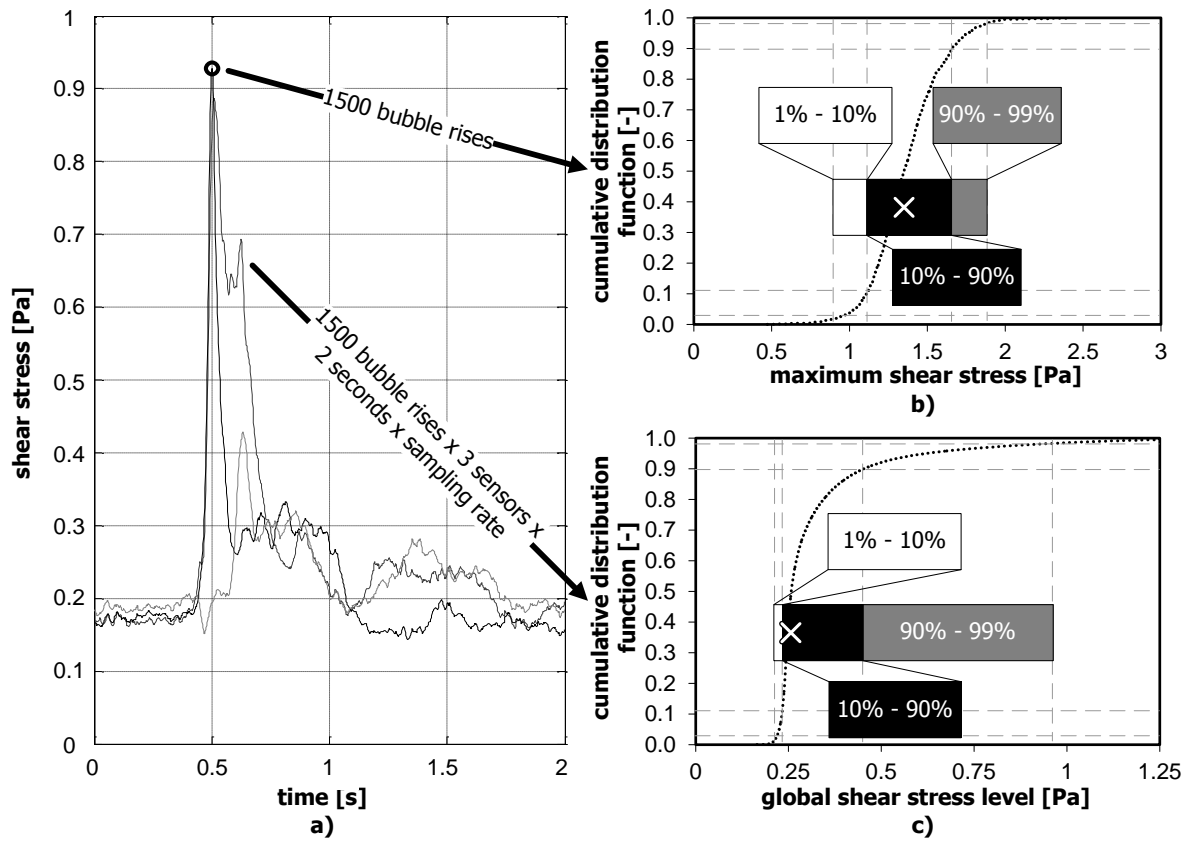 shear stress [Pa]
1
0.9
0.8
0.7
0.6
0.5
0.4
0.3
0.2
0.1
0
0
0.5
1
1.5
2
time [s]
a)
1500 bubble rises
1500 bubble rises x 3 sensors x
2 seconds x sampling rate
cumulative distribution
function [-]
1.0
0.9
0.8
0.7
0.6
0.5
0.4
0.3
0.2
0.1
0.0
1% - 10%
90% - 99%
10% - 90%
0
0.5
1
1.5
2
2.5
3
maximum shear stress [Pa]
b)
cumulative distribution
function [-]
1.0
0.9
0.8
0.7
0.6
0.5
0.4
0.3
0.2
0.1
0.0
1% - 10%
90% - 99%
10% - 90%
0
0.25
0.5
0.75
1
1.25
global shear stress level [Pa]
c)